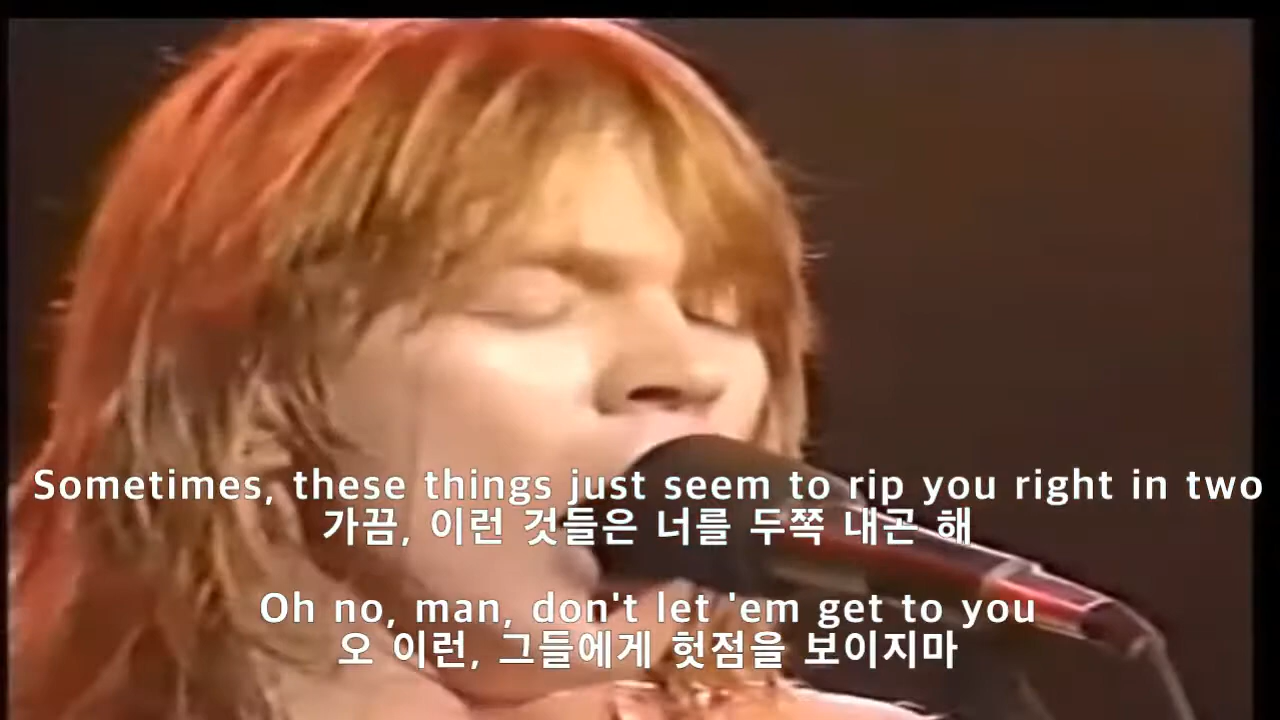 Sometimes, these things just seem to rip you right in two
가끔, 이런 것들은 너를 두쪽 내곤 해
Oh no, man, don't let 'em get to you
오 이런, 그들에게 헛점을 보이지마